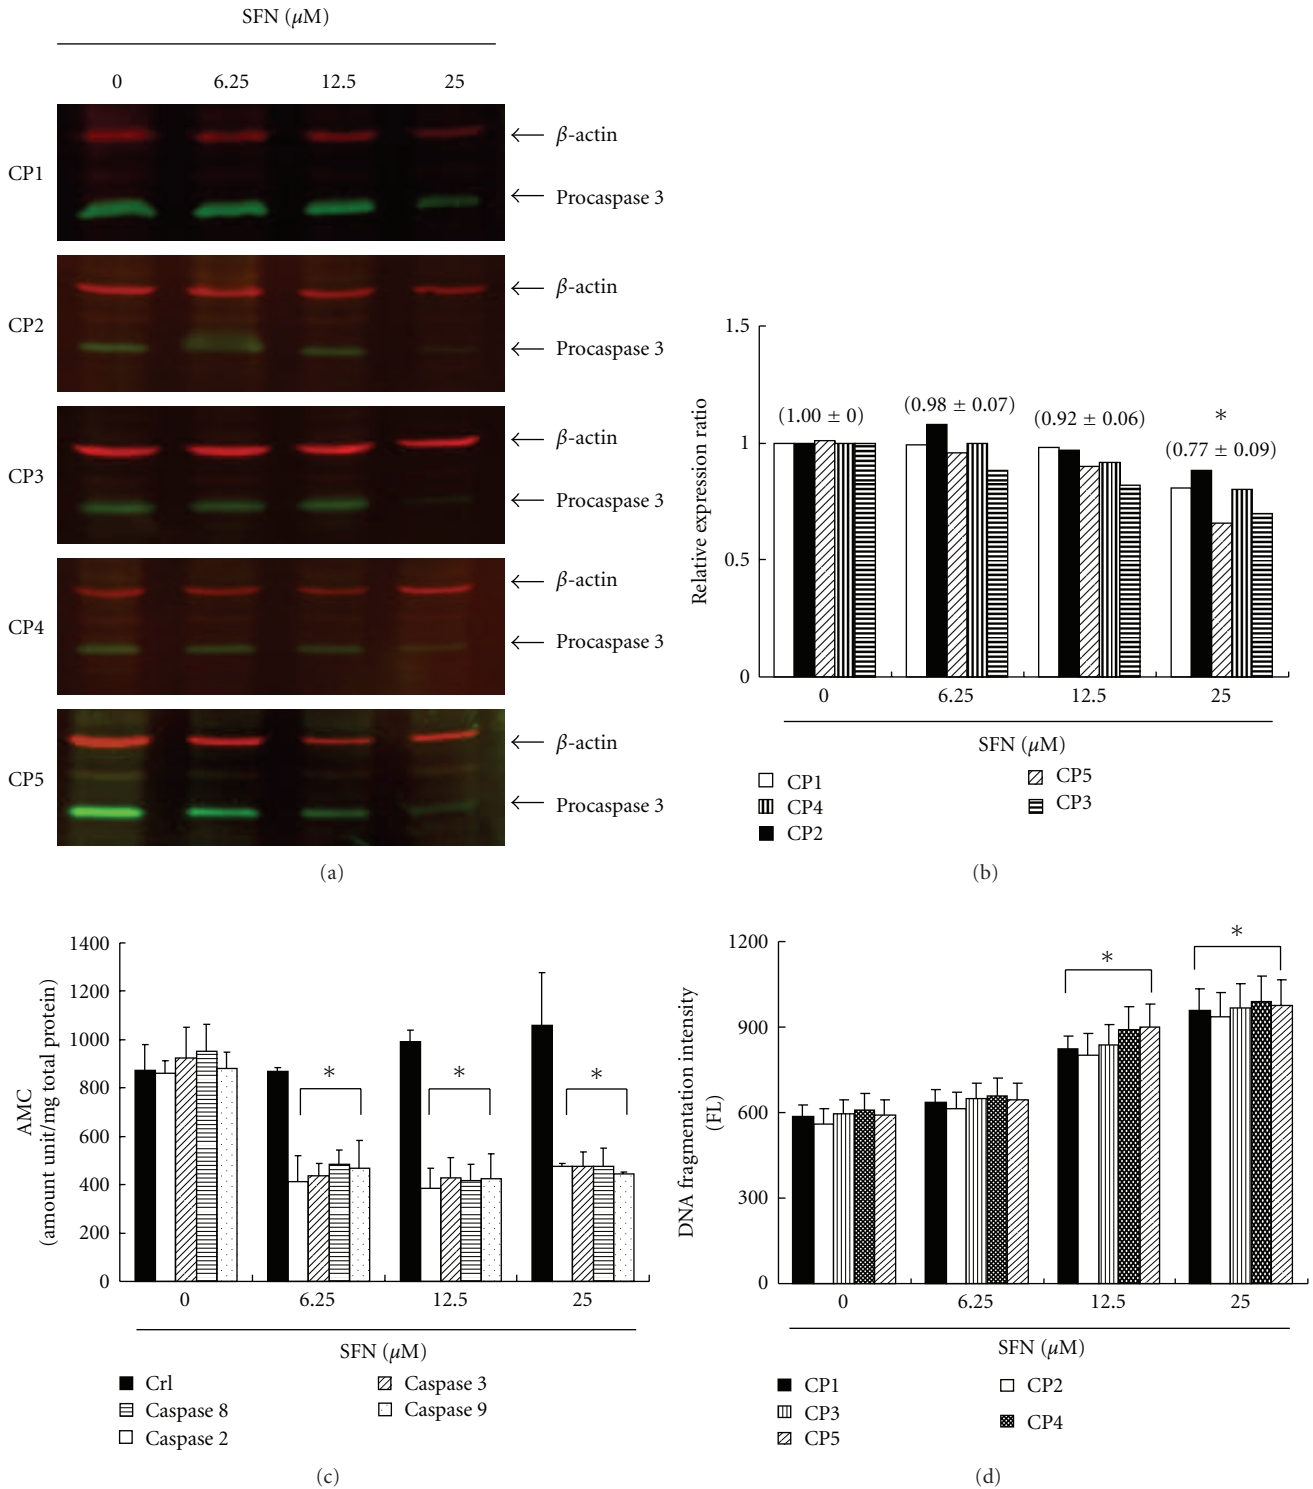 SFN (μM)
0 6.25 12.5 25
CP1
β-actin
Procaspase 3
CP2
β-actin
Procaspase 3
CP3
β-actin
Procaspase 3
CP4
β-actin
Procaspase 3
CP5
β-actin
Procaspase 3
(a)
Relative expression ratio
1.5
1
0.5
0
(1.00 ± 0)
(0.98 ± 0.07)
(0.92 ± 0.06)
*
(0.77 ± 0.09)
0 6.25 12.5 25
SFN (μM)
CP1
CP4
CP2
CP5
CP3
(b)
AMC
(amount unit/mg total protein)
1400
1200
1000
800
600
400
200
0
* * *
0 6.25 12.5 25
SFN (μM)
Crl
Caspase 8
Caspase 2
Caspase 3
Caspase 9
(c)
DNA fragmentation intensity
(FL)
1200
900
600
300
0
* *
0 6.25 12.5 25
SFN (μM)
CP1
CP3
CP5
CP2
CP4
(d)